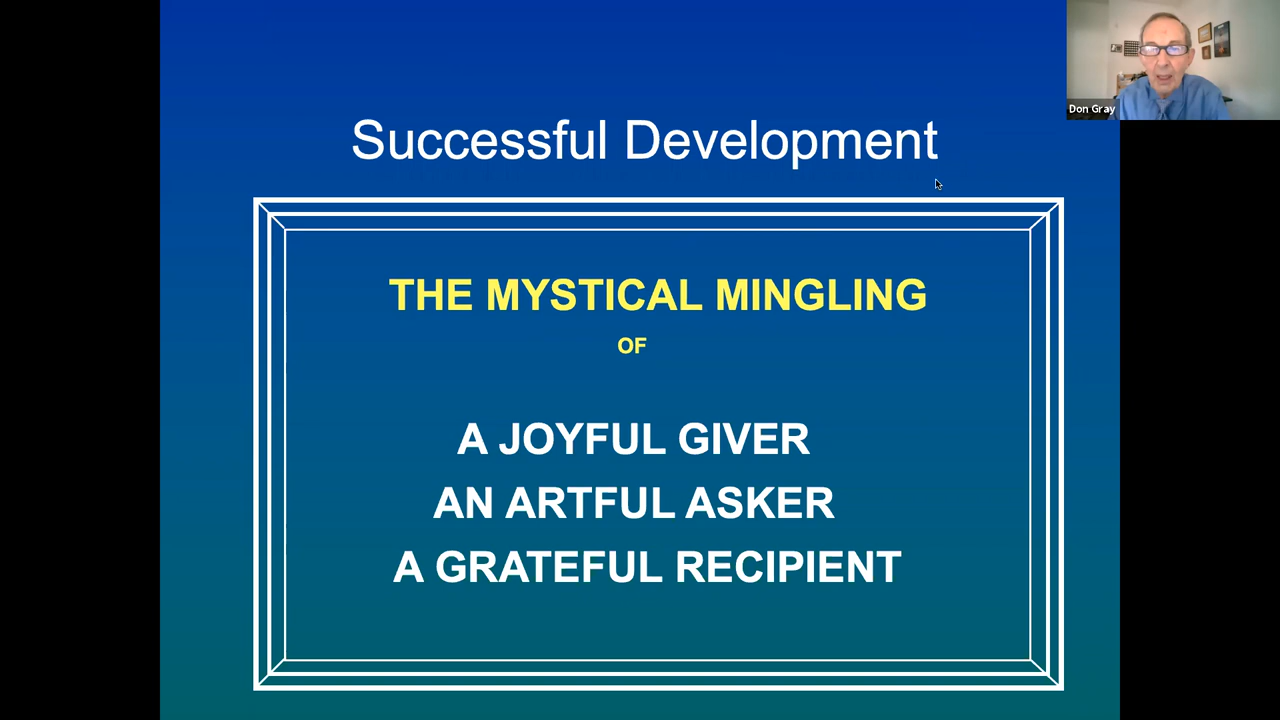 Don Gray
Successful Development
THE MYSTICAL MINGLING
OF
A JOYFUL GIVER
AN ARTFUL ASKER
A GRATEFUL RECIPIENT